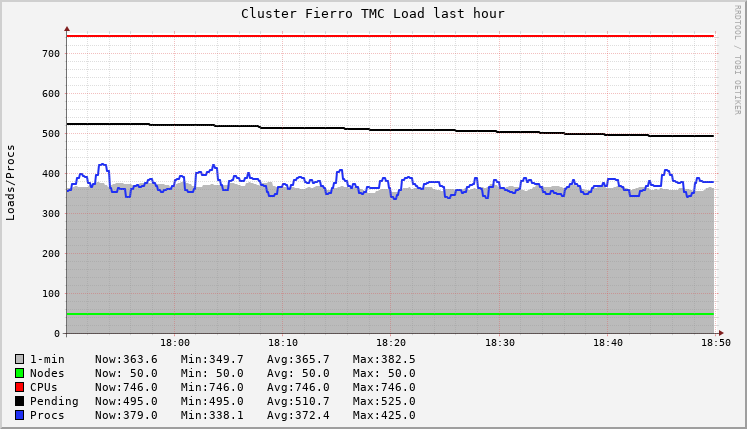 Cluster Fierro TMC Load last hour
RRDTOOL / TOBI OETIKER
Loads/Procs
700
600
500
400
300
200
100
0
18:00 18:10 18:20 18:30 18:40 18:50
1-min Now:363.6 Min:349.7 Avg:365.7 Max:382.5
Nodes Now: 50.0 Min: 50.0 Avg: 50.0 Max: 50.0
CPUs Now:746.0 Min:746.0 Avg:746.0 Max:746.0
Pending Now:495.0 Min:495.0 Avg:510.7 Max:525.0
Procs Now:379.0 Min:338.1 Avg:372.4 Max:425.0